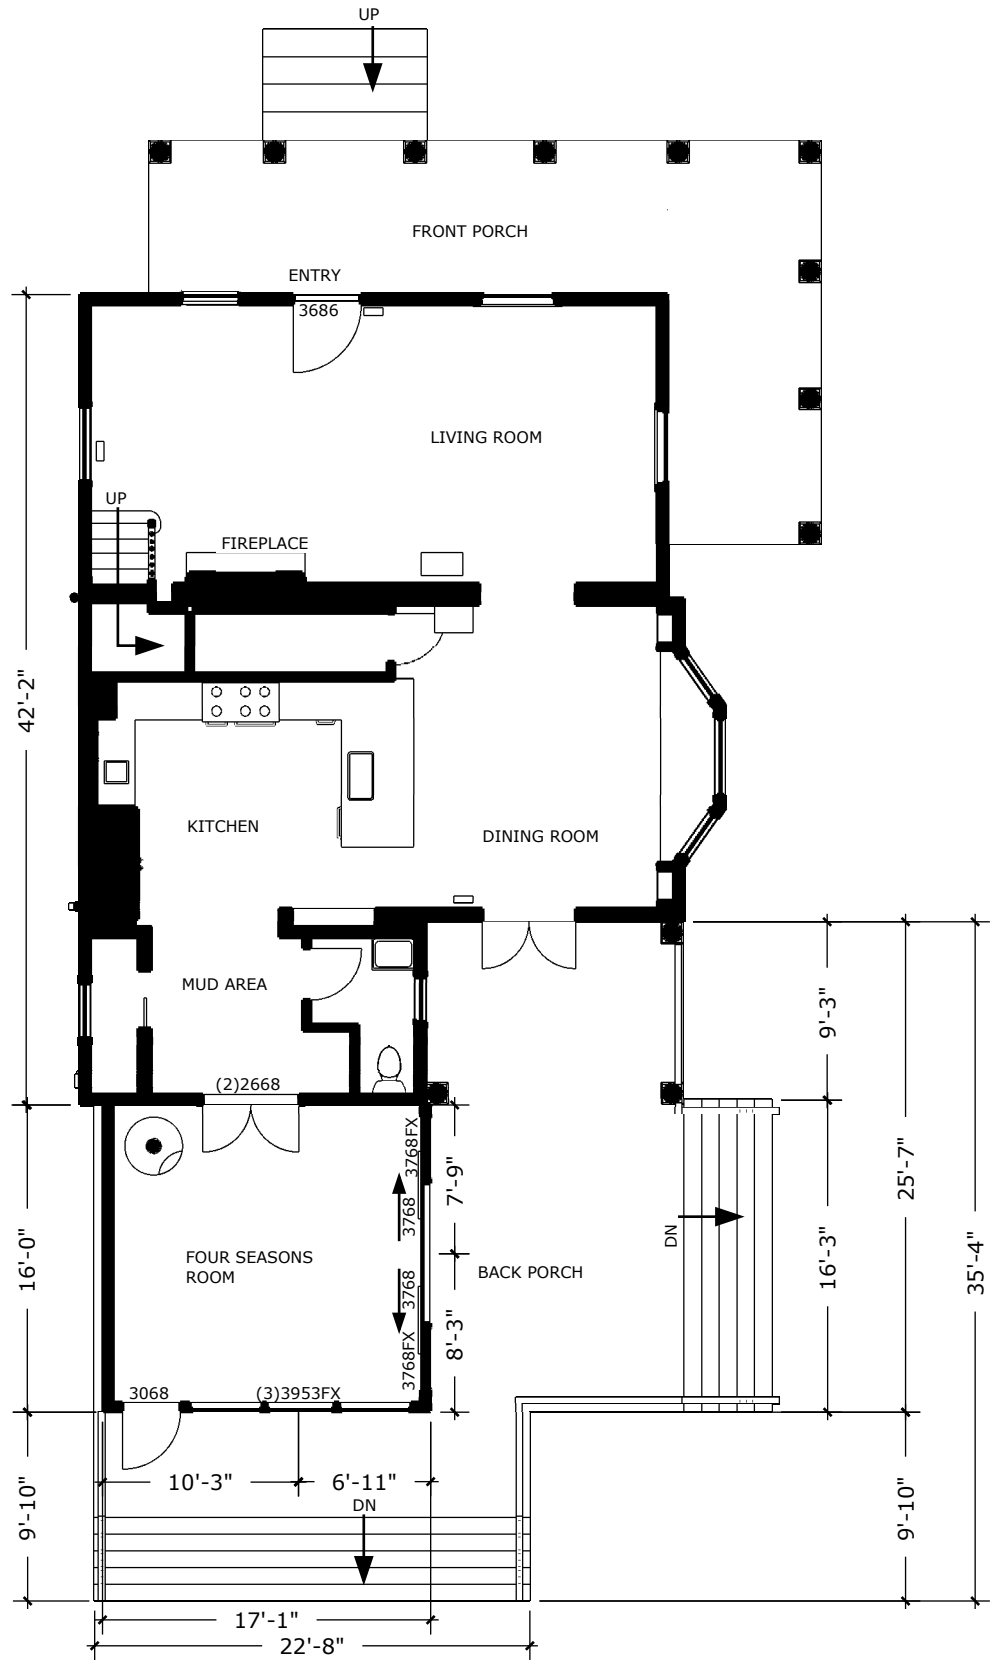 UP
FRONT PORCH
ENTRY
3686
LIVING ROOM
UP
FIREPLACE
42'-2"
KITCHEN
DINING ROOM
MUD AREA
9'-3"
(2)2668
3768FX
7'-9"
25'-7"
3768
DN
16'-0"
FOUR SEASONS
ROOM
BACK PORCH
16'-3"
35'-4"
3768
8'-3"
3768FX
3068
(3)3953FX
10'-3"
6'-11"
9'-10"
DN
9'-10"
17'-1"
22'-8"